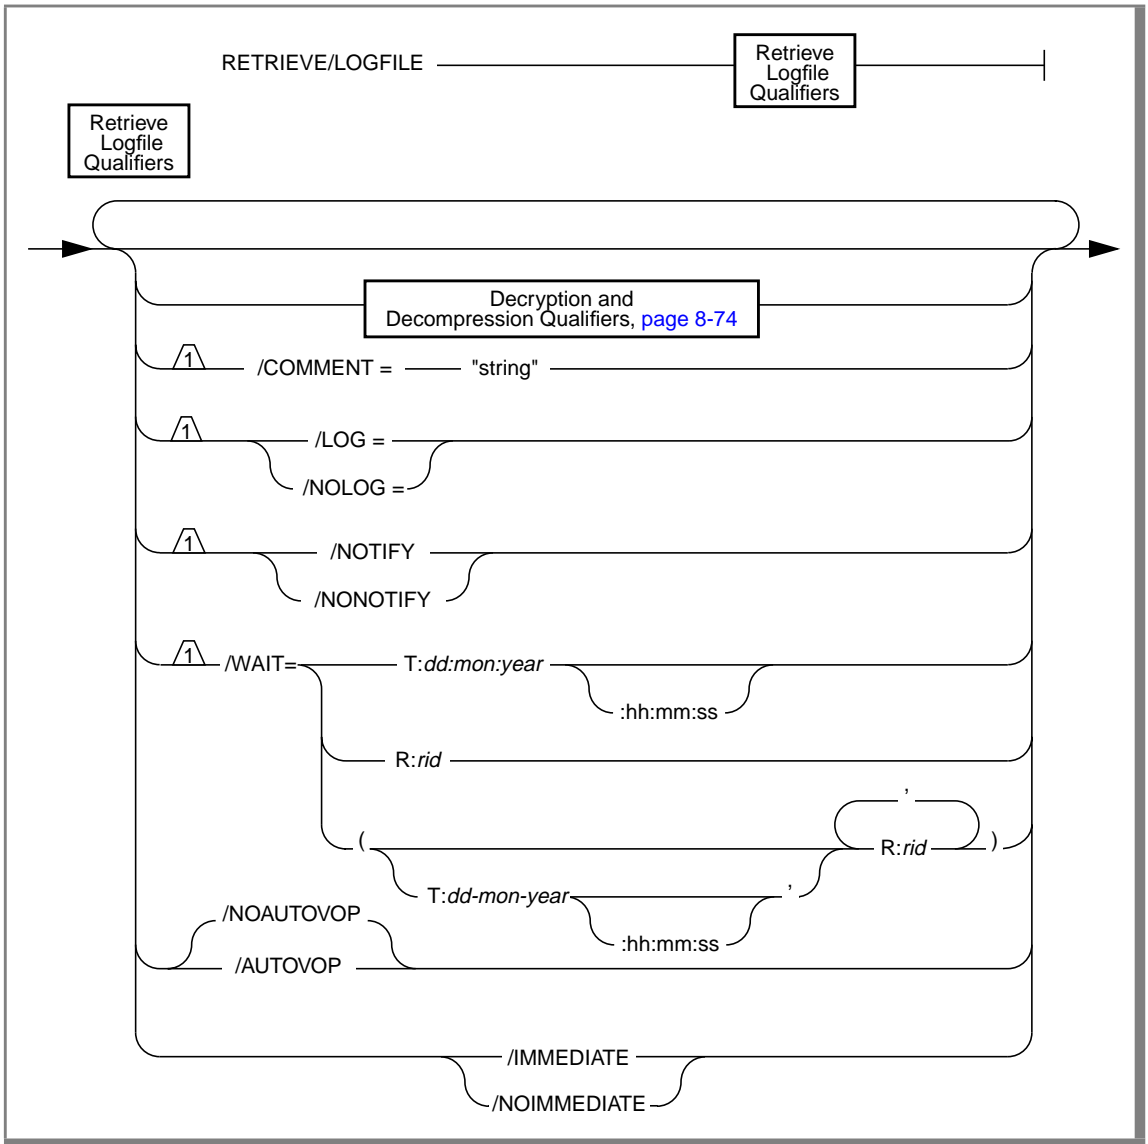 RETRIEVE/LOGFILE
Retrieve
Logfile
Qualifiers
Retrieve
Logfile
Qualifiers
Decryption and
Decompression Qualifiers, page 8-74
1 /COMMENT = "string"
1 /LOG =
/NOLOG =
1 /NOTIFY
/NONOTIFY
1 /WAIT= T:dd:mon:year
:hh:mm:ss
R:rid
,
( R:rid )
T:dd-mon-year ,
/NOAUTOVOP
:hh:mm:ss
/AUTOVOP
/IMMEDIATE
/NOIMMEDIATE